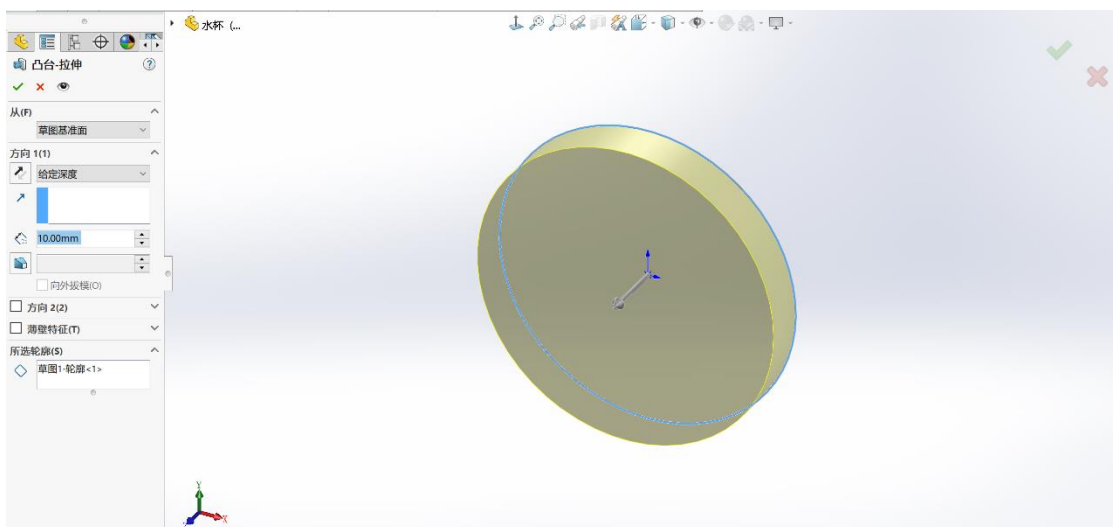 水杯 (...
凸台-拉伸
从(F)
草图基准面
方向 1(1)
给定深度
10.00mm
向外拔模(O)
方向 2(2)
薄壁特征(T)
所选轮廓(S)
草图1-轮廓<1>
Y
X